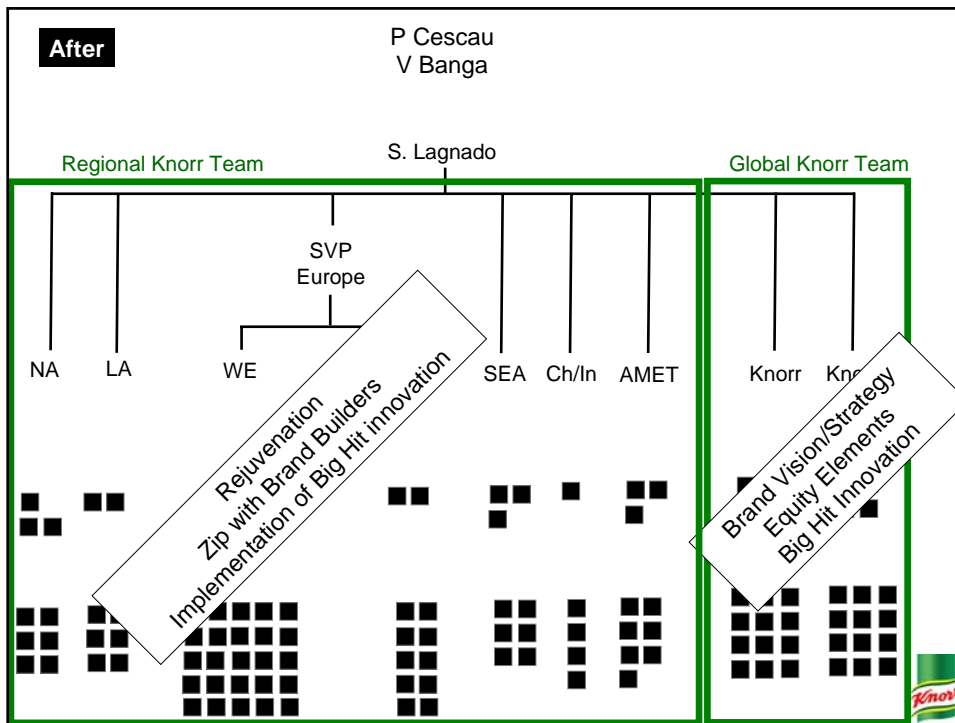 After
P Cescau
V Banga
S. Lagnado
Regional Knorr Team
Global Knorr Team
SVP
Europe
NA
LA
WE
SEA
Ch/In
AMET
Knorr
Rejuvenation
Zip with Brand Builders
Implementation of Big Hit innovation
Brand Vision/Strategy
Equity Elements
Big Hit Innovation
Knorr